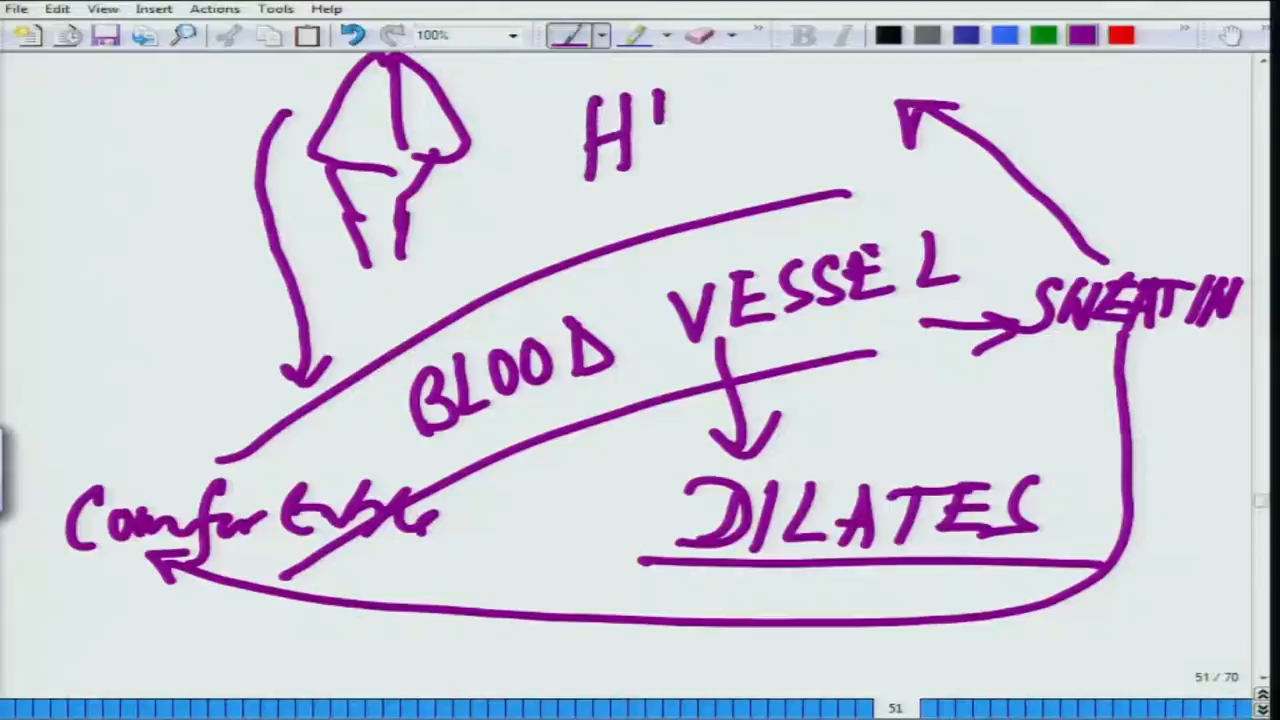 File Edit View Insert Actions Tools Help
100%
H'
BLOOD VESSEL
SWEATIN
Comfortable
DILATES
51 / 70
51